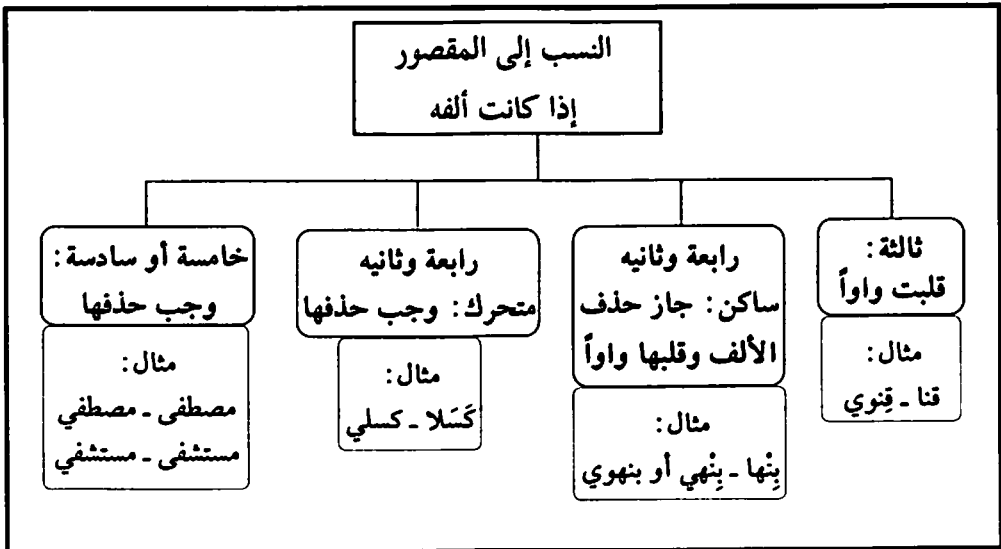 النسب إلى المقصور
إذا كانت ألفه
ثالثة:
قلبت واواً
مثال:
قنا ـ قِنوي
رابعة وثانيه
ساكن: جاز حذف
الألف وقلبها واواً
مثال:
بِنْها ـ بِنْهي أو بنهوي
رابعة وثانيه
متحرك: وجب حذفها
مثال:
كَسَلا ـ كسلي
خامسة أو سادسة:
وجب حذفها
مثال:
مصطفى ـ مصطفي
مستشفى ـ مستشفي